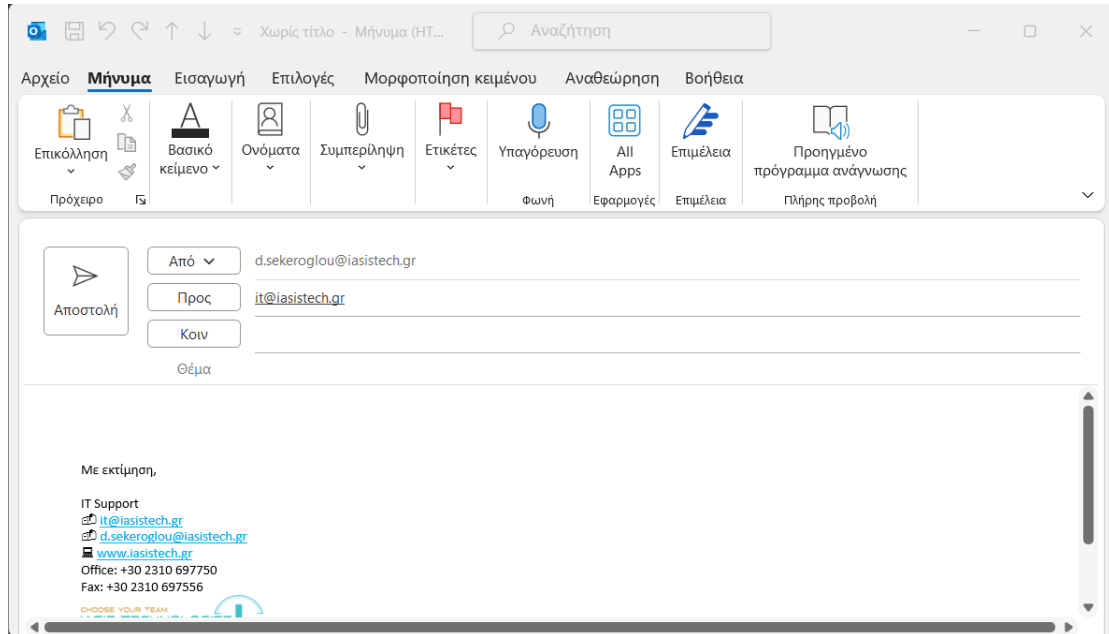 Χωρίς τίτλο - Μήνυμα (HT...
Αναζήτηση
Αρχείο Μήνυμα Εισαγωγή Επιλογές Μορφοποίηση κειμένου Αναθεώρηση Βοήθεια
Επικόλληση
Βασικό κείμενο
Ονόματα
Συμπερίληψη
Ετικέτες
Υπαγόρευση
All Apps
Επιμέλεια
Προηγμένο πρόγραμμα ανάγνωσης
Πρόχειρο
Φωνή
Εφαρμογές
Επιμέλεια
Πλήρης προβολή
Αποστολή
Από d.sekeroglou@iasistech.gr
Προς it@iasistech.gr
Κοιν
Θέμα
Με εκτίμηση,
IT Support
it@iasistech.gr
d.sekeroglou@iasistech.gr
www.iasistech.gr
Office: +30 2310 697750
Fax: +30 2310 697556
CHOOSE YOUR TEAM